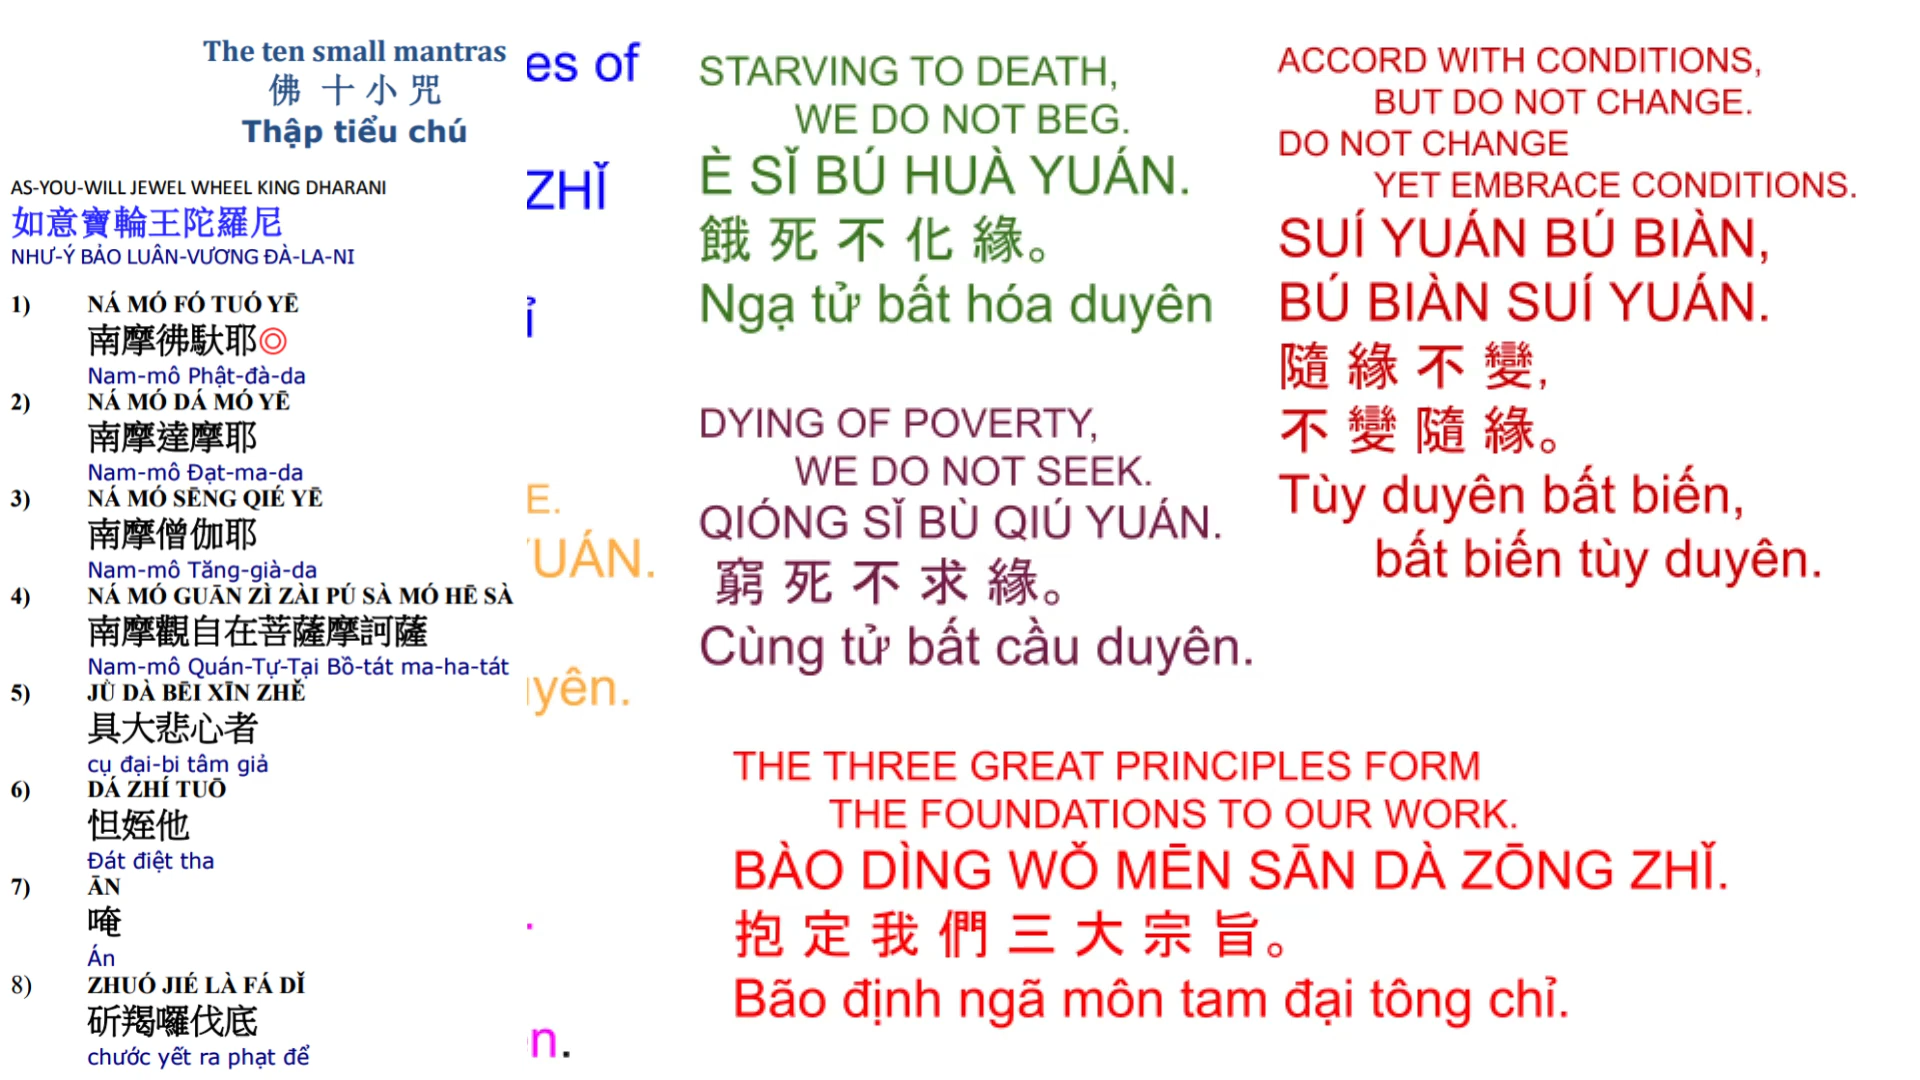 The ten small mantras
佛 十 小 咒
Thập tiểu chú
AS-YOU-WILL JEWEL WHEEL KING DHARANI
如意寶輪王陀羅尼
NHƯ-Ý BẢO LUÂN-VƯƠNG ĐÀ-LA-NI
1) NÁ MÓ FÓ TUÓ YĒ
南摩彿馱耶◎
Nam-mô Phật-đà-da
2) NÁ MÓ DÁ MÓ YĒ
南摩達摩耶
Nam-mô Đạt-ma-da
3) NÁ MÓ SĒNG QIÉ YĒ
南摩僧伽耶
Nam-mô Tăng-già-da
4) NÁ MÓ GUĀN ZÌ ZÀI PÚ SÀ MÓ HĒ SÀ
南摩觀自在菩薩摩訶薩
Nam-mô Quán-Tự-Tại Bồ-tát ma-ha-tát
5) JÙ DÀ BĒI XĪN ZHĚ
具大悲心者
cụ đại-bi tâm giả
6) DÁ ZHÍ TUŌ
怛姪他
Đát điệt tha
7) ĀN
唵
Án
8) ZHUÓ JIÉ LÀ FÁ DǏ
斫羯囉伐底
chước yết ra phạt để
es of
ZHǏ
E.
UÁN.
yên.
n.
STARVING TO DEATH,
WE DO NOT BEG.
È SǏ BÚ HUÀ YUÁN.
餓 死 不 化 緣。
Ngạ tử bất hóa duyên
DYING OF POVERTY,
WE DO NOT SEEK.
QIÓNG SǏ BÙ QIÚ YUÁN.
窮 死 不 求 緣。
Cùng tử bất cầu duyên.
ACCORD WITH CONDITIONS,
BUT DO NOT CHANGE.
DO NOT CHANGE
YET EMBRACE CONDITIONS.
SUÍ YUÁN BÚ BIÀN,
BÚ BIÀN SUÍ YUÁN.
隨 緣 不 變,
不 變 隨 緣。
Tùy duyên bất biến,
bất biến tùy duyên.
THE THREE GREAT PRINCIPLES FORM
THE FOUNDATIONS TO OUR WORK.
BÀO DÌNG WǑ MĒN SĀN DÀ ZŌNG ZHǏ.
抱 定 我 們 三 大 宗 旨。
Bão định ngã môn tam đại tông chỉ.